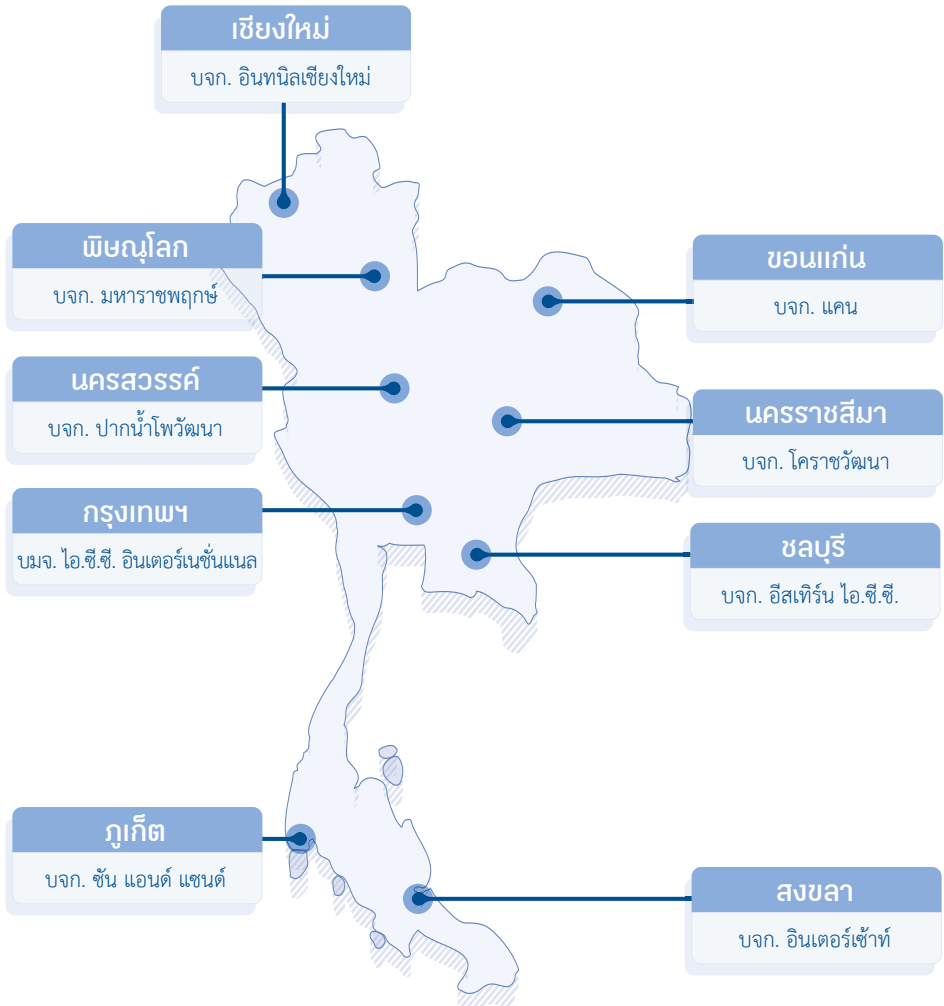 เชียงใหม่
บจก. อินทนิลเชียงใหม่
พิษณุโลก
บจก. มหาราชพฤกษ์
ขอนแก่น
บจก. แคน
นครสวรรค์
บจก. ปากน้ำโพวัฒนา
นครราชสีมา
บจก. โคราชวัฒนา
กรุงเทพฯ
บมจ. ไอ.ซี.ซี. อินเตอร์เนชั่นแนล
ชลบุรี
บจก. อีสเทิร์น ไอ.ซี.ซี.
ภูเก็ต
บจก. ซัน แอนด์ แซนด์
สงขลา
บจก. อินเตอร์เซ้าท์